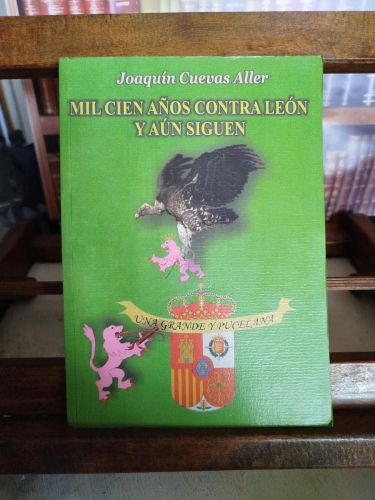 Joaquín Cuevas Aller
MIL CIEN AÑOS CONTRA LEÓN
Y AÚN SIGUEN
UNA GRANDE Y PUCELANA